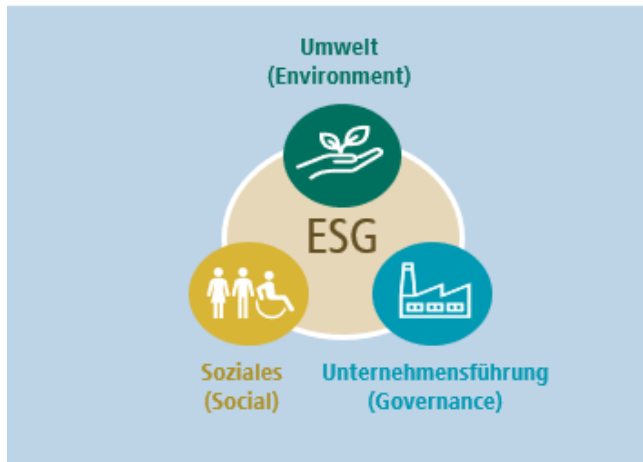 Umwelt
(Environment)
ESG
Soziales
(Social)
Unternehmensführung
(Governance)